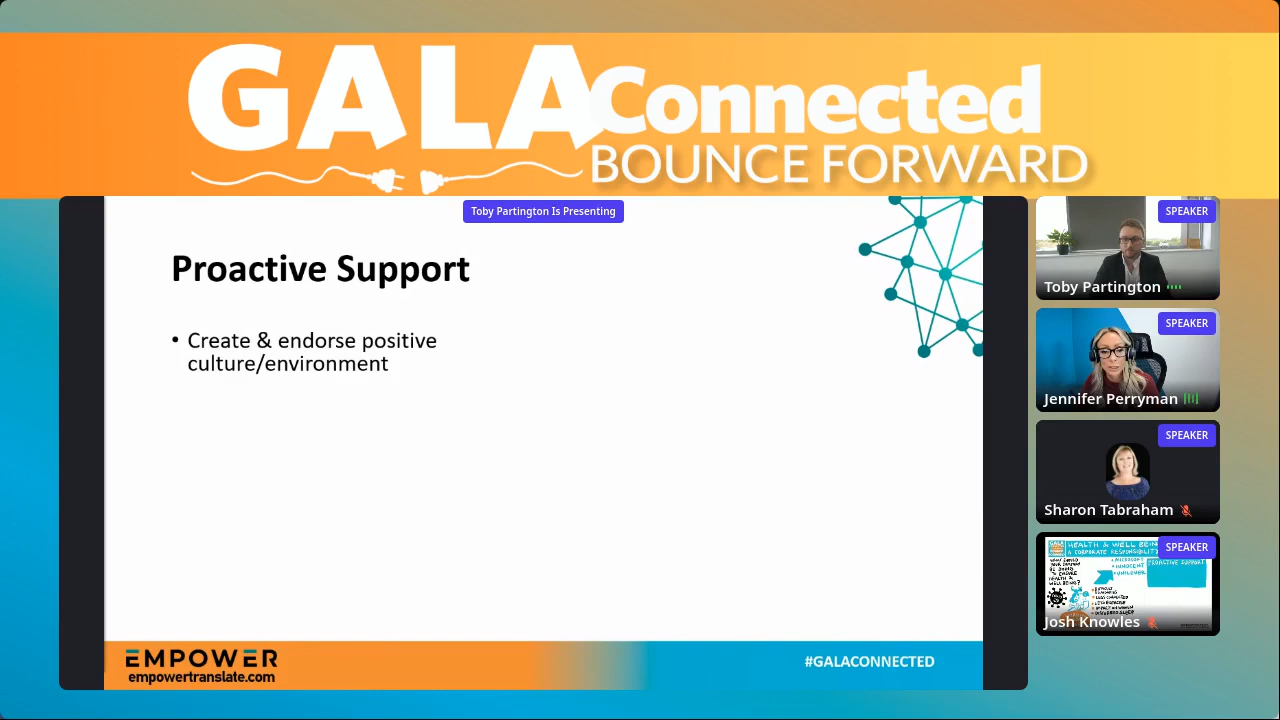 GALA Connected
BOUNCE FORWARD
Toby Partington Is Presenting
Proactive Support
• Create & endorse positive
culture/environment
EMPOWER
empowertranslate.com
#GALACONNECTED
SPEAKER
Toby Partington
SPEAKER
Jennifer Perryman
SPEAKER
Sharon Tabraham
SPEAKER
HEALTH & WELL BEING
A CORPORATE RESPONSIBILITY
PROACTIVE SUPPORT
Josh Knowles